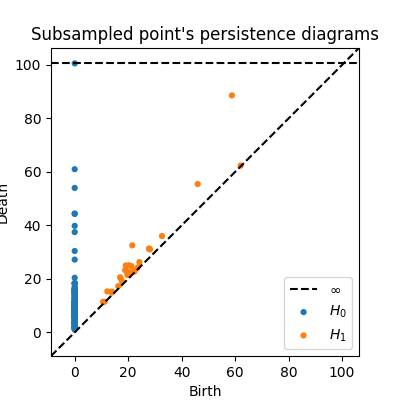 Subsampled point's persistence diagrams
100
80
60
40
20
0
Death
0 20 40 60 80 100
Birth
∞
H₀
H₁